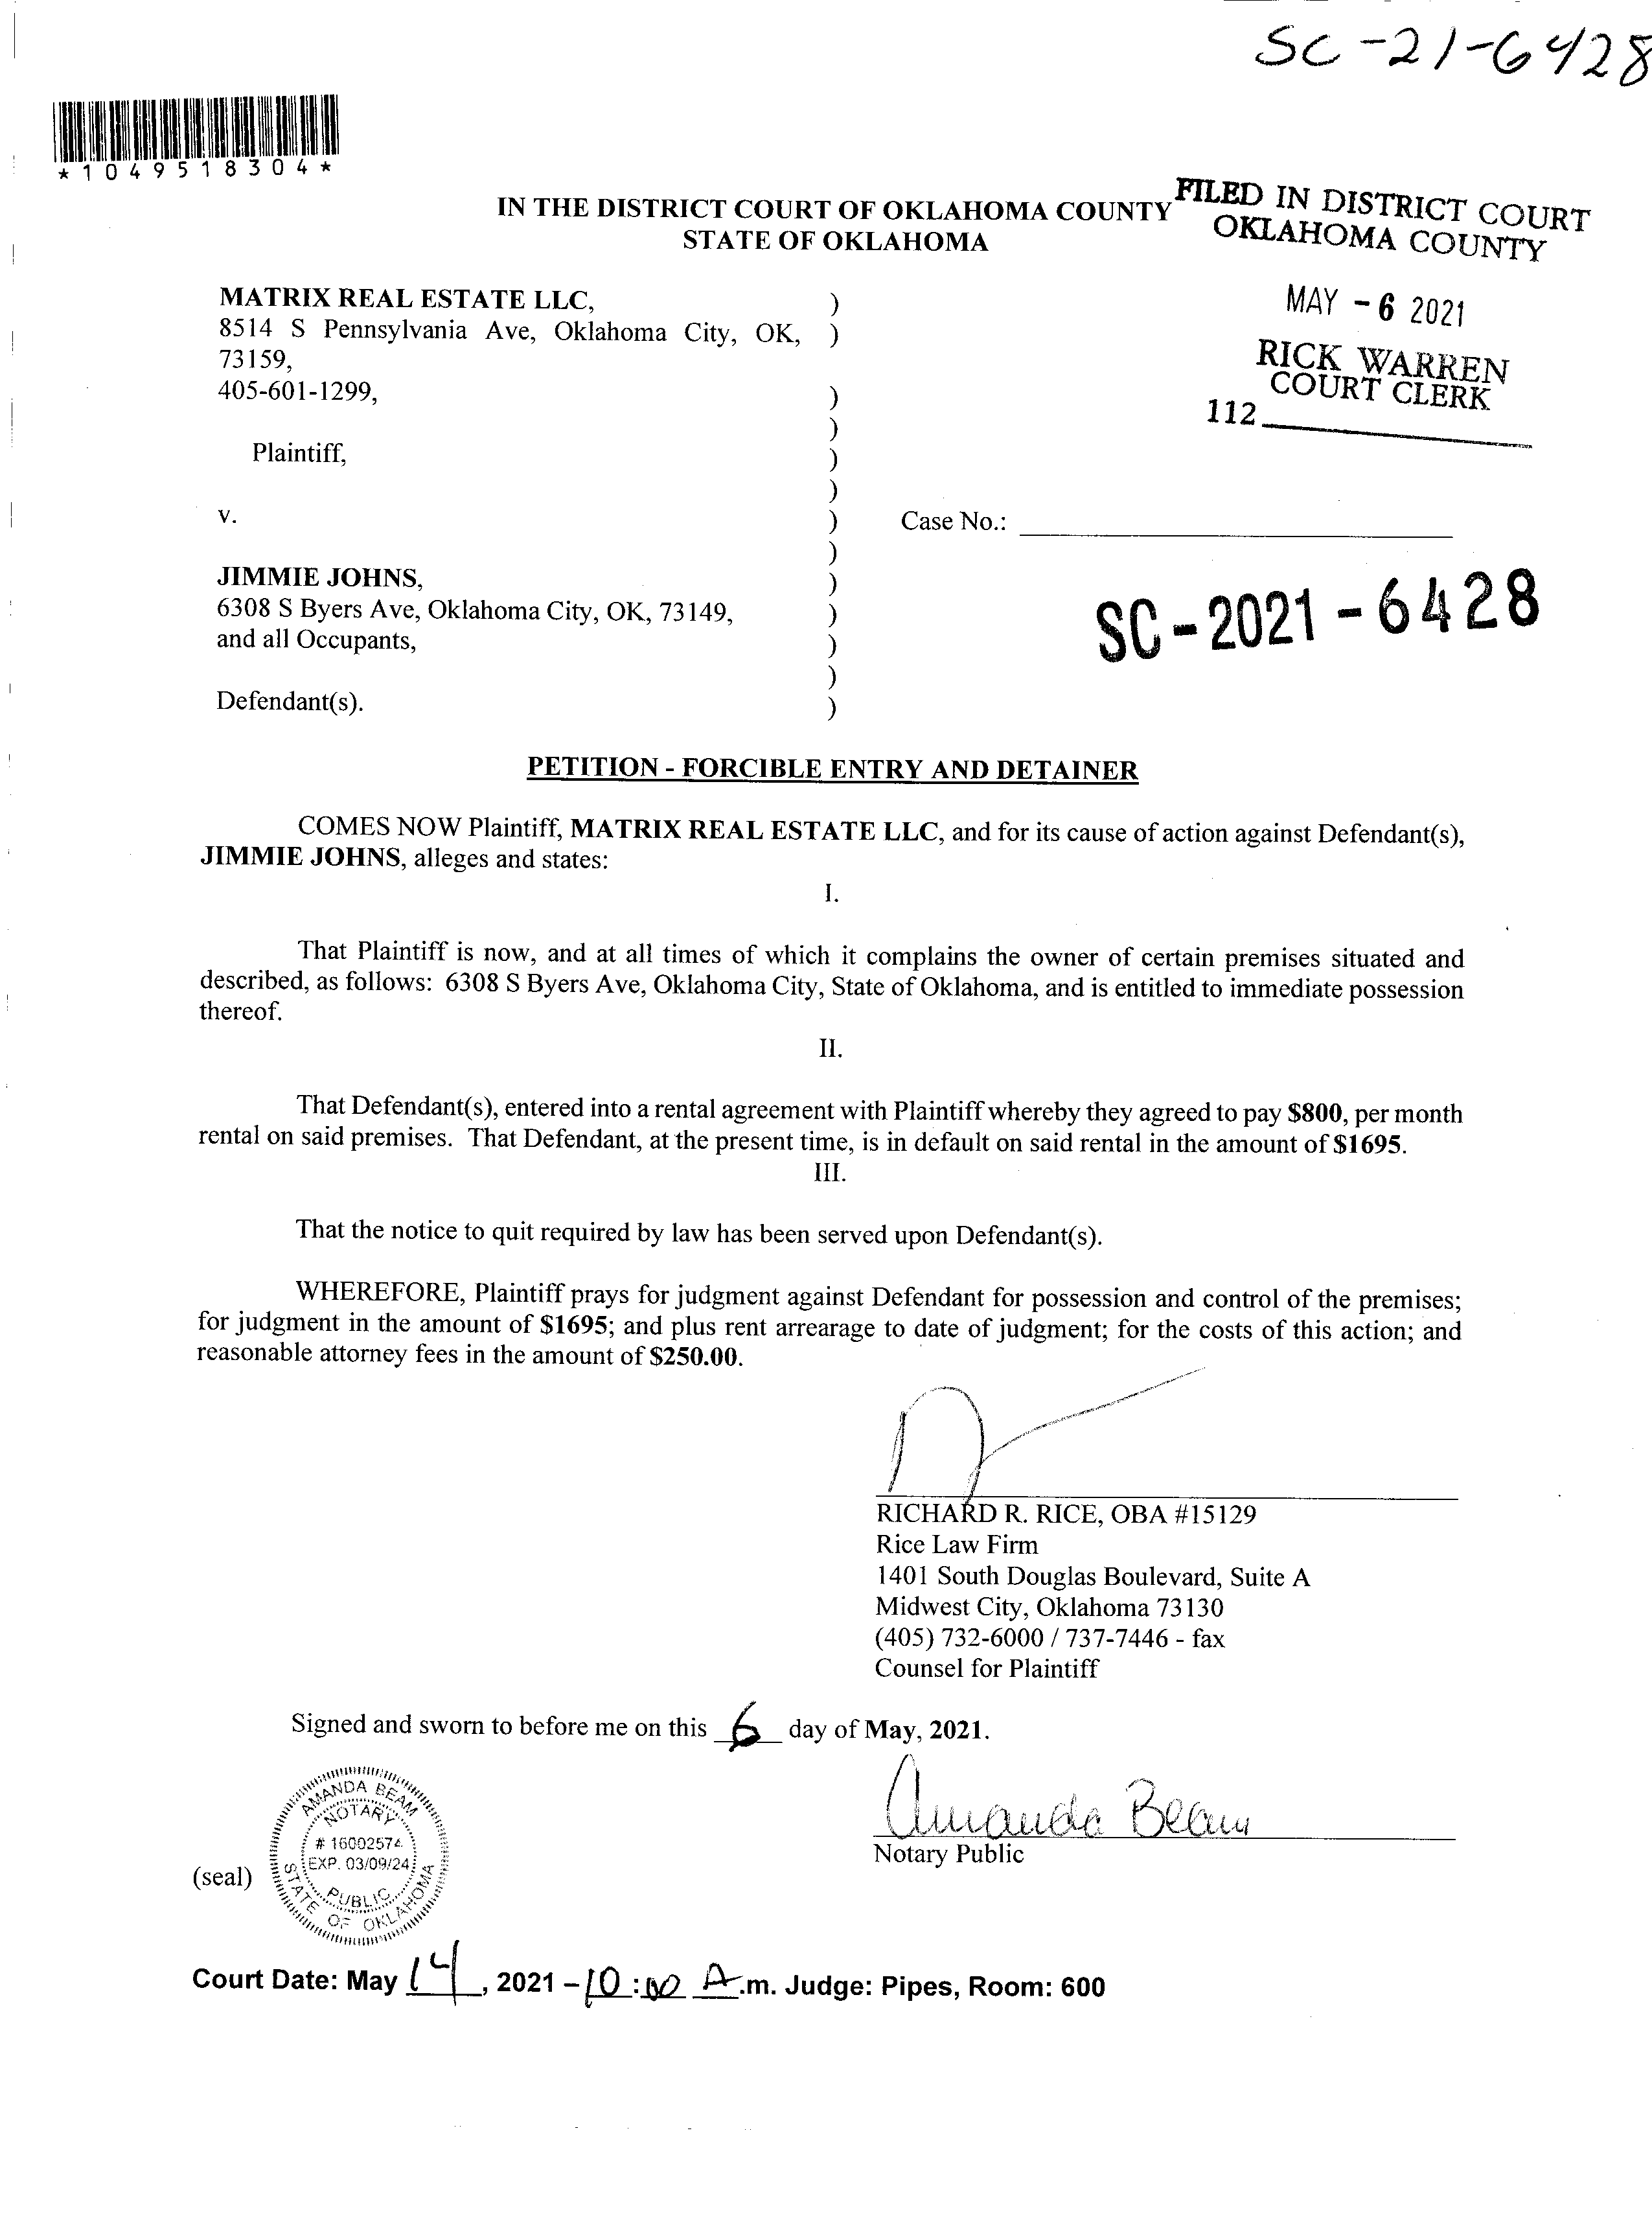 SC-21-6428
*1049518304*
IN THE DISTRICT COURT OF OKLAHOMA COUNTY
STATE OF OKLAHOMA
FILED IN DISTRICT COURT
OKLAHOMA COUNTY
MAY - 6 2021
RICK WARREN
COURT CLERK
112
MATRIX REAL ESTATE LLC, )
8514 S Pennsylvania Ave, Oklahoma City, OK, )
73159,
405-601-1299, )
)
Plaintiff, )
)
v. )
Case No.:
)
JIMMIE JOHNS, )
6308 S Byers Ave, Oklahoma City, OK, 73149, )
and all Occupants, )
)
Defendant(s). )
SC-2021-6428
PETITION - FORCIBLE ENTRY AND DETAINER
COMES NOW Plaintiff, MATRIX REAL ESTATE LLC, and for its cause of action against Defendant(s),
JIMMIE JOHNS, alleges and states:
I.
That Plaintiff is now, and at all times of which it complains the owner of certain premises situated and
described, as follows: 6308 S Byers Ave, Oklahoma City, State of Oklahoma, and is entitled to immediate possession
thereof.
II.
That Defendant(s), entered into a rental agreement with Plaintiff whereby they agreed to pay $800, per month
rental on said premises. That Defendant, at the present time, is in default on said rental in the amount of $1695.
III.
That the notice to quit required by law has been served upon Defendant(s).
WHEREFORE, Plaintiff prays for judgment against Defendant for possession and control of the premises;
for judgment in the amount of $1695; and plus rent arrearage to date of judgment; for the costs of this action; and
reasonable attorney fees in the amount of $250.00.
RICHARD R. RICE, OBA #15129
Rice Law Firm
1401 South Douglas Boulevard, Suite A
Midwest City, Oklahoma 73130
(405) 732-6000 / 737-7446 - fax
Counsel for Plaintiff
Signed and sworn to before me on this 6 day of May, 2021.
Amanda Beam
Notary Public
(seal)
AMANDA BEAM
NOTARY
# 16002574
EXP. 03/09/24
PUBLIC
STATE OF OKLAHOMA
Court Date: May 14, 2021 – 10:00 A.m. Judge: Pipes, Room: 600